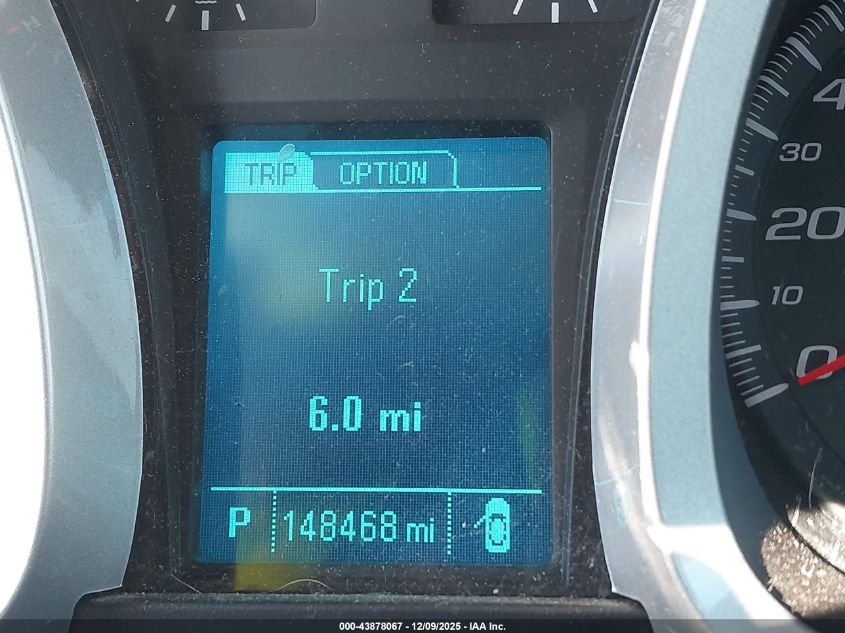 TRIP OPTION
Trip 2
6.0 mi
P 148468 mi
4
30
20
10
0
000-43878067 - 12/09/2025 - IAA Inc.